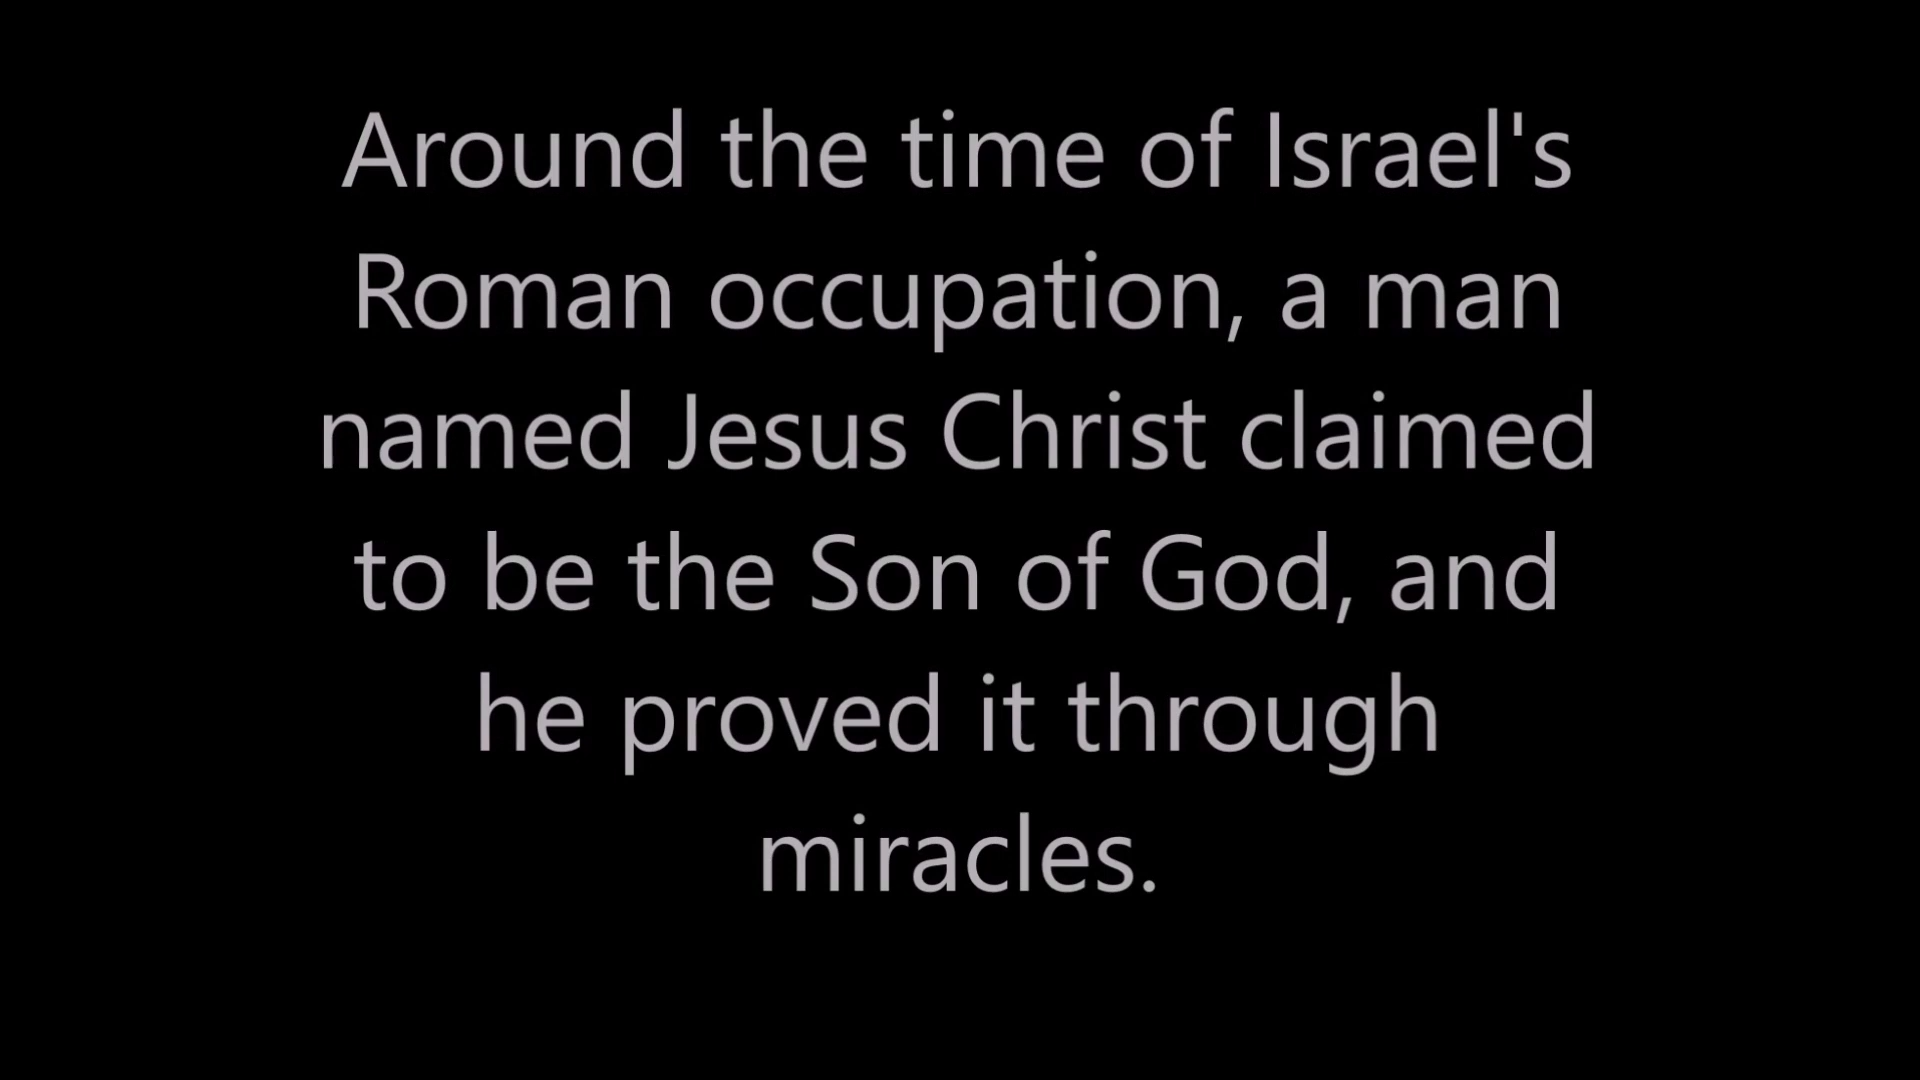 Around the time of Israel's
Roman occupation, a man
named Jesus Christ claimed
to be the Son of God, and
he proved it through
miracles.